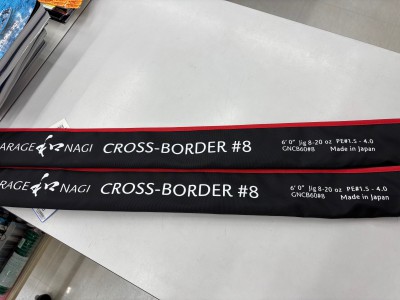 ARAGE NAGI CROSS-BORDER #8
6' 0" Jig 8-20 oz PE#1.5 - 4.0
GNCB60#8 Made in Japan
RAGE NAGI CROSS-BORDER #8
6' 0" Jig 8-20 oz PE#1.5 - 4.0
GNCB60#8 Made in Japan